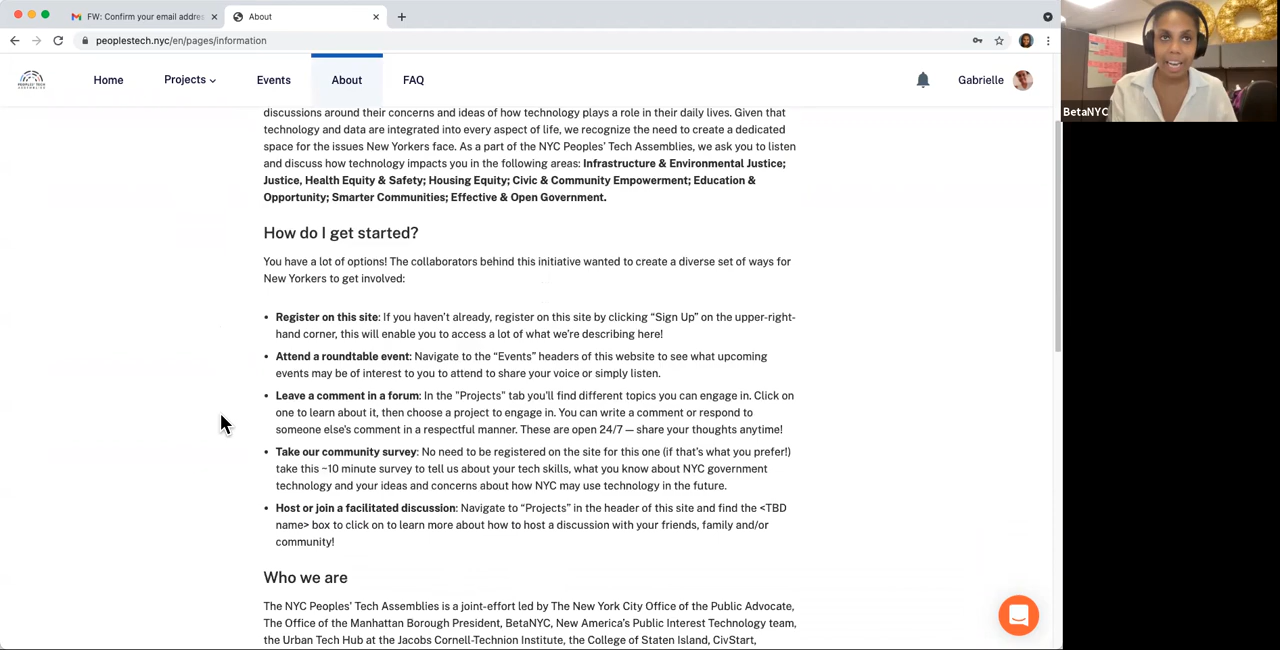 FW: Confirm your email addre
About
peoplestech.nyc/en/pages/information
PEOPLES' TECH
ASSEMBLIES
Home
Projects
Events
About
FAQ
Gabrielle
BetaNYC
discussions around their concerns and ideas of how technology plays a role in their daily lives. Given that
technology and data are integrated into every aspect of life, we recognize the need to create a dedicated
space for the issues New Yorkers face. As a part of the NYC Peoples’ Tech Assemblies, we ask you to listen
and discuss how technology impacts you in the following areas: Infrastructure & Environmental Justice;
Justice, Health Equity & Safety; Housing Equity; Civic & Community Empowerment; Education &
Opportunity; Smarter Communities; Effective & Open Government.
How do I get started?
You have a lot of options! The collaborators behind this initiative wanted to create a diverse set of ways for
New Yorkers to get involved:
• Register on this site: If you haven’t already, register on this site by clicking “Sign Up” on the upper-right-
hand corner, this will enable you to access a lot of what we’re describing here!
• Attend a roundtable event: Navigate to the “Events” headers of this website to see what upcoming
events may be of interest to you to attend to share your voice or simply listen.
• Leave a comment in a forum: In the "Projects" tab you'll find different topics you can engage in. Click on
one to learn about it, then choose a project to engage in. You can write a comment or respond to
someone else's comment in a respectful manner. These are open 24/7 — share your thoughts anytime!
• Take our community survey: No need to be registered on the site for this one (if that’s what you prefer!)
take this ~10 minute survey to tell us about your tech skills, what you know about NYC government
technology and your ideas and concerns about how NYC may use technology in the future.
• Host or join a facilitated discussion: Navigate to “Projects” in the header of this site and find the <TBD
name> box to click on to learn more about how to host a discussion with your friends, family and/or
community!
Who we are
The NYC Peoples’ Tech Assemblies is a joint-effort led by The New York City Office of the Public Advocate,
The Office of the Manhattan Borough President, BetaNYC, New America’s Public Interest Technology team,
the Urban Tech Hub at the Jacobs Cornell-Technion Institute, the College of Staten Island, CivStart,